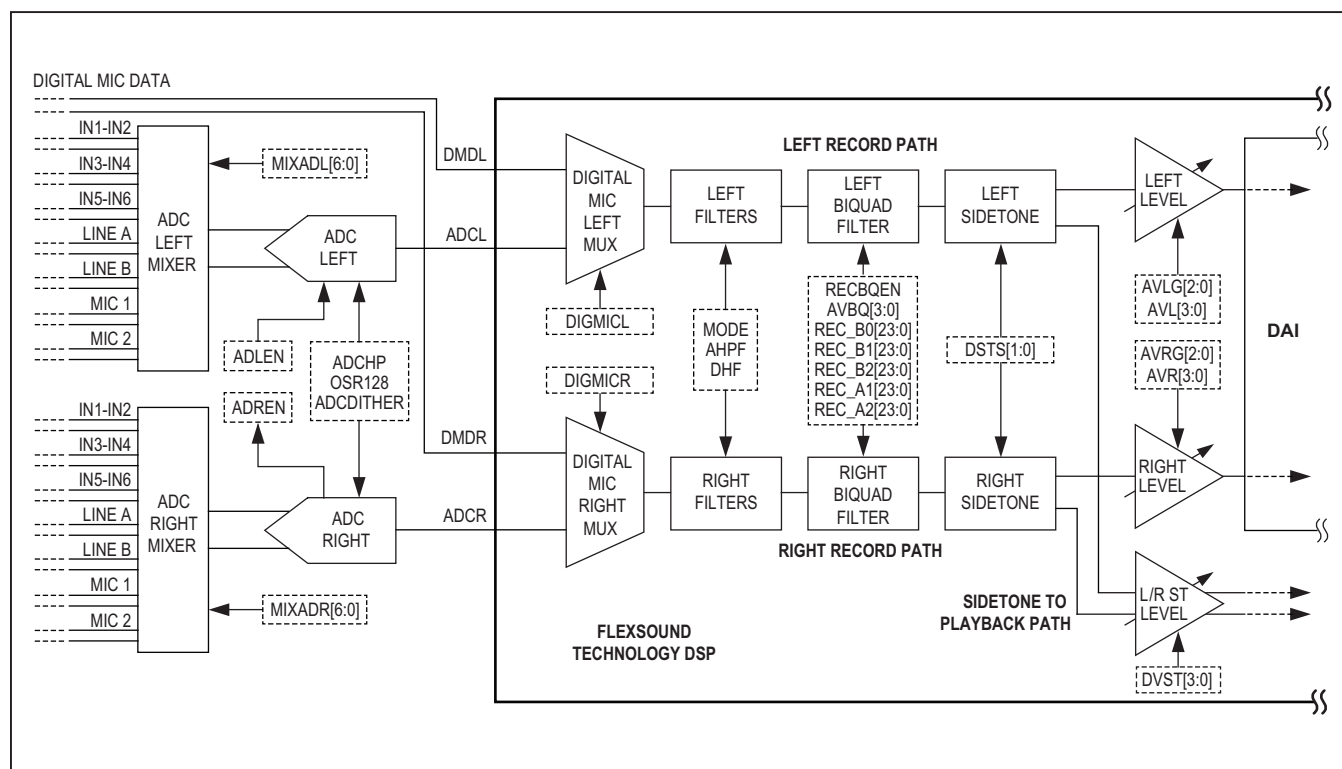 DIGITAL MIC DATA
IN1-IN2
IN3-IN4
IN5-IN6
LINE A
LINE B
MIC 1
MIC 2
ADC
LEFT
MIXER
MIXADL[6:0]
ADC
LEFT
ADLEN
ADCHP
OSR128
ADCDITHER
ADREN
IN1-IN2
IN3-IN4
IN5-IN6
LINE A
LINE B
MIC 1
MIC 2
ADC
RIGHT
MIXER
MIXADR[6:0]
ADC
RIGHT
DMDL
ADCL
DMDR
ADCR
DIGITAL
MIC
LEFT
MUX
DIGMICL
DIGMICR
DIGITAL
MIC
RIGHT
MUX
LEFT RECORD PATH
LEFT
FILTERS
LEFT
BIQUAD
FILTER
LEFT
SIDETONE
LEFT
LEVEL
MODE
AHPF
DHF
RECBQEN
AVBQ[3:0]
REC_B0[23:0]
REC_B1[23:0]
REC_B2[23:0]
REC_A1[23:0]
REC_A2[23:0]
DSTS[1:0]
AVLG[2:0]
AVL[3:0]
AVRG[2:0]
AVR[3:0]
DAI
RIGHT
FILTERS
RIGHT
BIQUAD
FILTER
RIGHT
SIDETONE
RIGHT
LEVEL
RIGHT RECORD PATH
SIDETONE TO
PLAYBACK PATH
L/R ST
LEVEL
DVST[3:0]
FLEXSOUND
TECHNOLOGY DSP